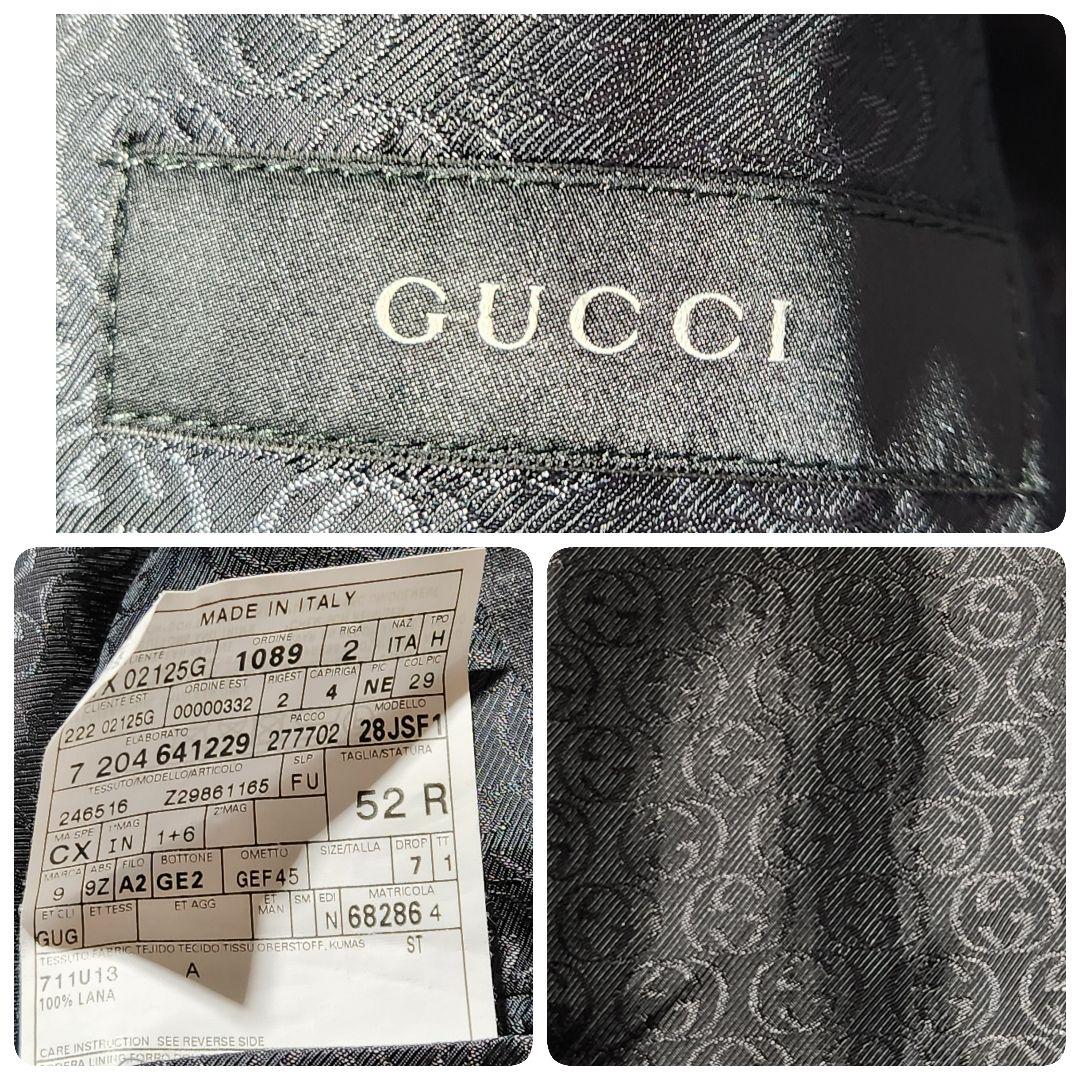 GUCCI
MADE IN ITALY
ORDINE RIGA NAZ TPO
02125G 1089 2 ITA H
CLIENTE EST ORDINE EST RIGEST CAPIRIGA PIC COL PIC
222 02125G 00000332 2 4 NE 29
ELABORATO PACCO MODELLO
7 204 641229 277702 28JSF1
TESSUTO/MODELLO/ARTICOLO SLP TAGLIA/STATURA
246516 Z29861165 FU 52 R
MA SPE 1°MAG 2°MAG
CX IN 1+6
MARCA ABS FILO BOTTONE OMETTO SIZE/TALLA DROP TT
9 9Z A2 GE2 GEF45 7 1
ET CLI ET TESS ET AGG ET MAN SM EDI MATRICOLA
GUG N 68286 4
TESSUTO FABRIC TEJIDO TECIDO TISSU OBERSTOFF, KUMAS ST
711U13 A
100% LANA
CARE INSTRUCTION SEE REVERSE SIDE